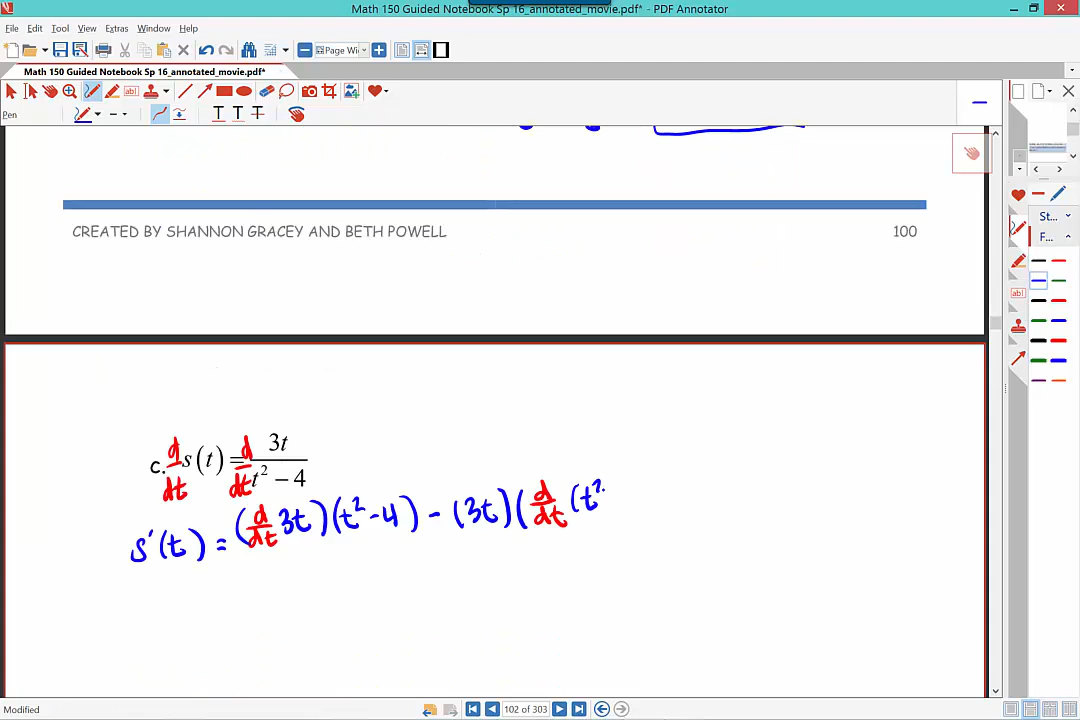 Math 150 Guided Notebook Sp 16_annotated_movie.pdf* - PDF Annotator
File Edit Tool View Extras Window Help
Page Wi
Math 150 Guided Notebook Sp 16_annotated_movie.pdf*
Pen
CREATED BY SHANNON GRACEY AND BETH POWELL 100
c. d/dt s(t) = d/dt 3t/(t² - 4)
s'(t) = (d/dt 3t)(t² - 4) - (3t)(d/dt (t²
St...
F...
Modified
102 of 303